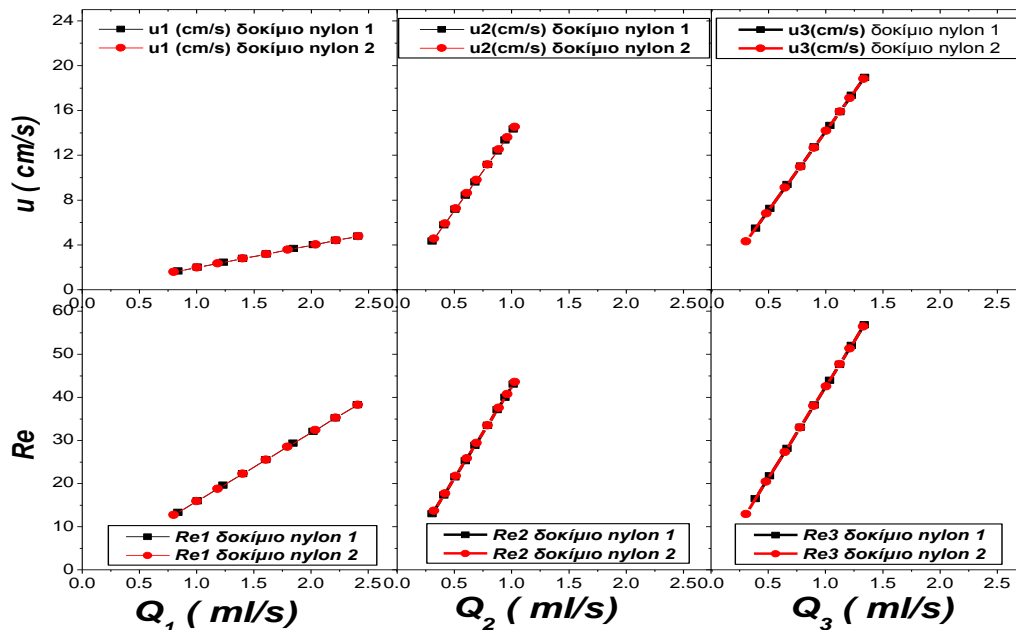 u1 (cm/s) δοκίμιο nylon 1
u1 (cm/s) δοκίμιο nylon 2
u2(cm/s) δοκίμιο nylon 1
u2(cm/s) δοκίμιο nylon 2
u3(cm/s) δοκίμιο nylon 1
u3(cm/s) δοκίμιο nylon 2
u ( cm/s)
24
20
16
12
8
4
0
0.0 0.5 1.0 1.5 2.0 2.5
0.0 0.5 1.0 1.5 2.0 2.5
0.0 0.5 1.0 1.5 2.0 2.5
Re
60
50
40
30
20
10
0
Re1 δοκίμιο nylon 1
Re1 δοκίμιο nylon 2
Re2 δοκίμιο nylon 1
Re2 δοκίμιο nylon 2
Re3 δοκίμιο nylon 1
Re3 δοκίμιο nylon 2
0.0 0.5 1.0 1.5 2.0 2.5
0.0 0.5 1.0 1.5 2.0 2.5
0.0 0.5 1.0 1.5 2.0 2.5
Q1 ( ml/s)
Q2 ( ml/s)
Q3 ( ml/s)